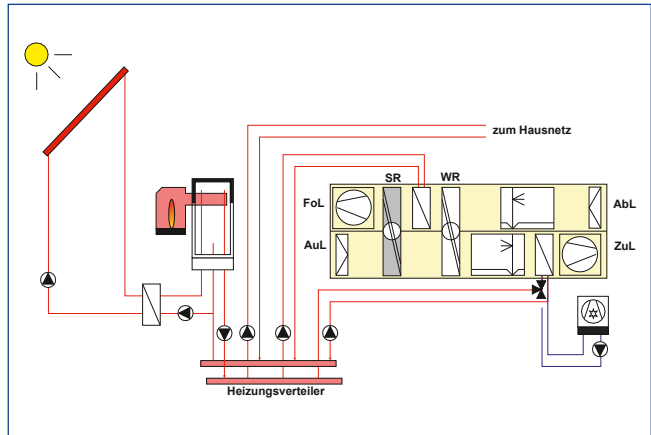 zum Hausnetz
SR
WR
FoL
AbL
AuL
ZuL
Heizungsverteiler